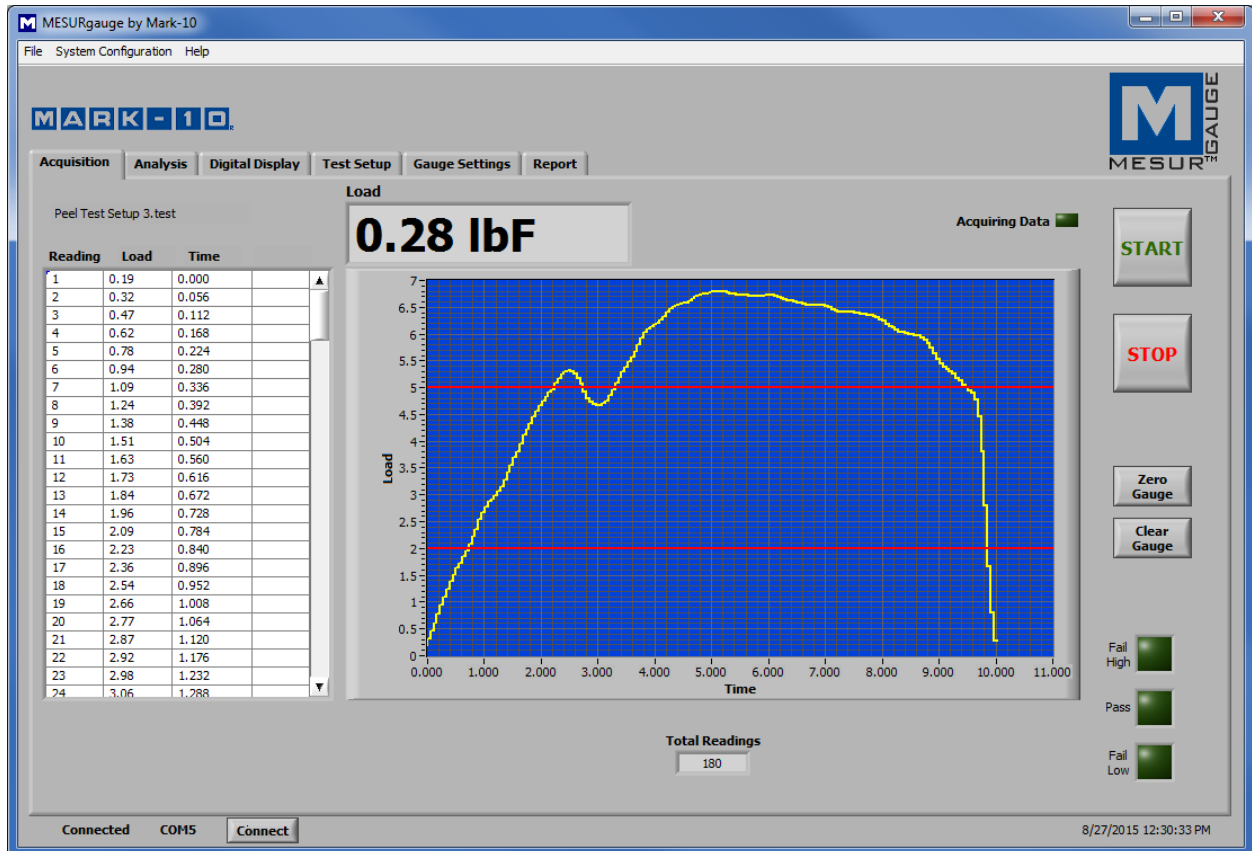 MESURgauge by Mark-10
File System Configuration Help
MARK-10®
M
MESUR™ GAUGE
Acquisition Analysis Digital Display Test Setup Gauge Settings Report
Peel Test Setup 3.test
Load
0.28 lbF
Acquiring Data
START
STOP
Zero
Gauge
Clear
Gauge
Fail
High
Pass
Fail
Low
Reading Load Time
1 0.19 0.000
2 0.32 0.056
3 0.47 0.112
4 0.62 0.168
5 0.78 0.224
6 0.94 0.280
7 1.09 0.336
8 1.24 0.392
9 1.38 0.448
10 1.51 0.504
11 1.63 0.560
12 1.73 0.616
13 1.84 0.672
14 1.96 0.728
15 2.09 0.784
16 2.23 0.840
17 2.36 0.896
18 2.54 0.952
19 2.66 1.008
20 2.77 1.064
21 2.87 1.120
22 2.92 1.176
23 2.98 1.232
24 3.06 1.288
7
6.5
6
5.5
5
4.5
4
3.5
3
2.5
2
1.5
1
0.5
0
Load
0.000 1.000 2.000 3.000 4.000 5.000 6.000 7.000 8.000 9.000 10.000 11.000
Time
Total Readings
180
Connected COM5 Connect
8/27/2015 12:30:33 PM